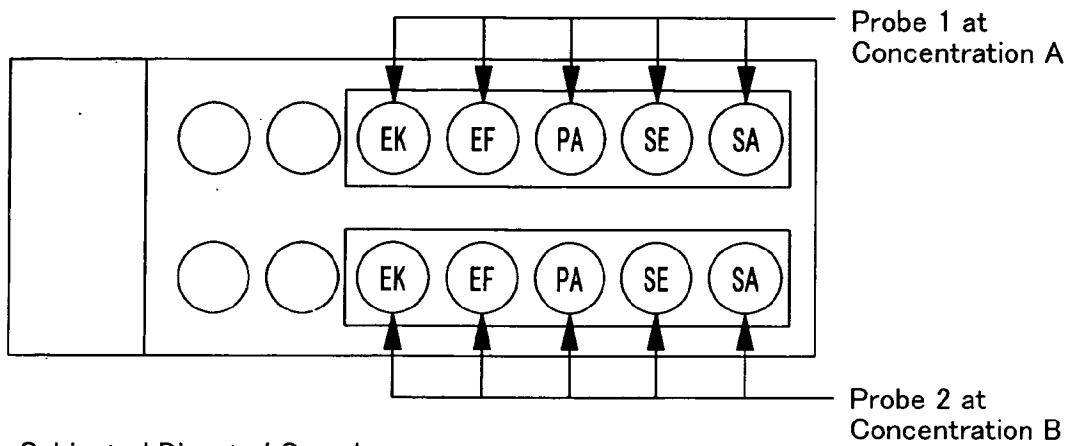 Probe 1 at
Concentration A
EK EF PA SE SA
EK EF PA SE SA
Probe 2 at
Concentration B